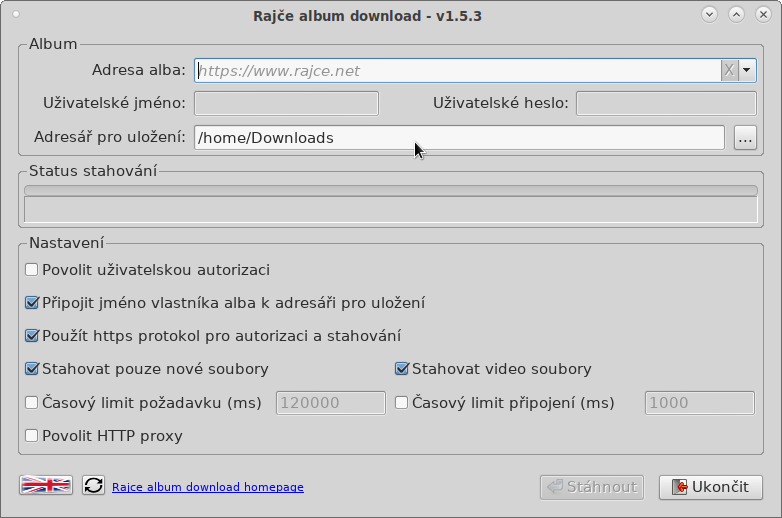 Rajče album download - v1.5.3
Album
Adresa alba: https://www.rajce.net X
Uživatelské jméno: Uživatelské heslo:
Adresář pro uložení: /home/Downloads ...
Status stahování
Nastavení
Povolit uživatelskou autorizaci
Připojit jméno vlastníka alba k adresáři pro uložení
Použít https protokol pro autorizaci a stahování
Stahovat pouze nové soubory Stahovat video soubory
Časový limit požadavku (ms) 120000 Časový limit připojení (ms) 1000
Povolit HTTP proxy
Rajce album download homepage Stáhnout Ukončit